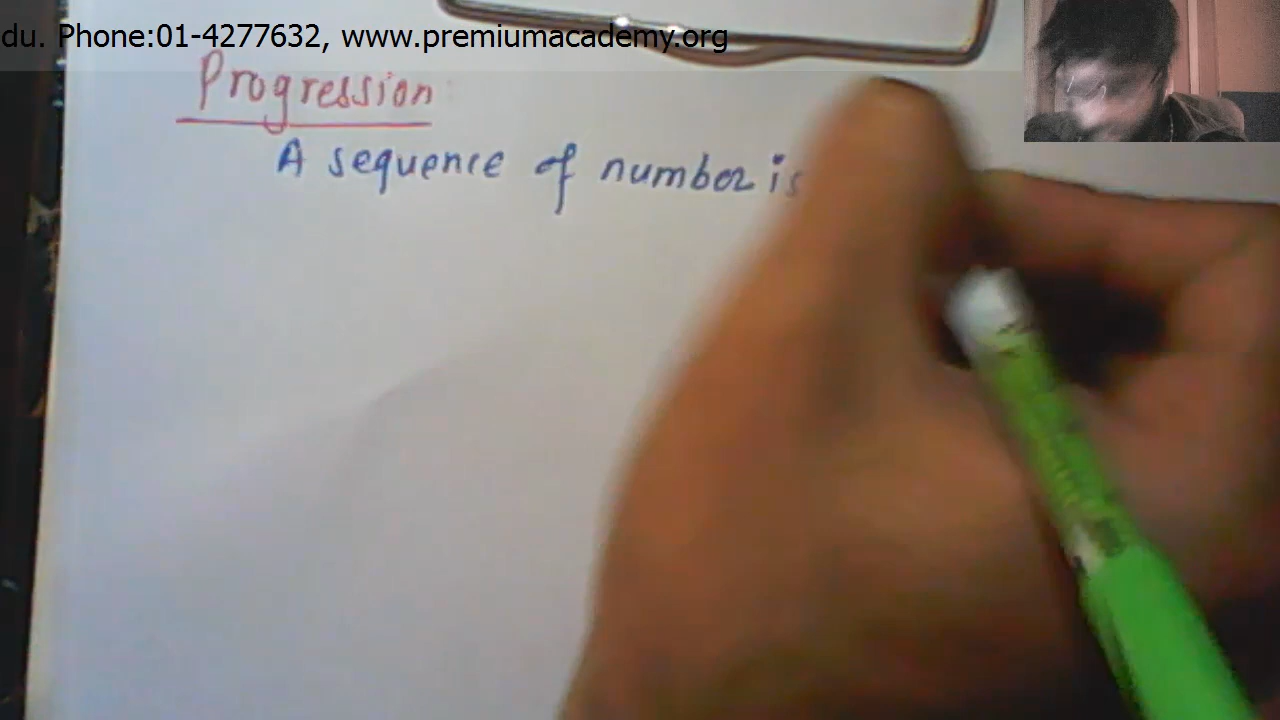 du. Phone:01-4277632, www.premiumacademy.org
Progression
A sequence of number is